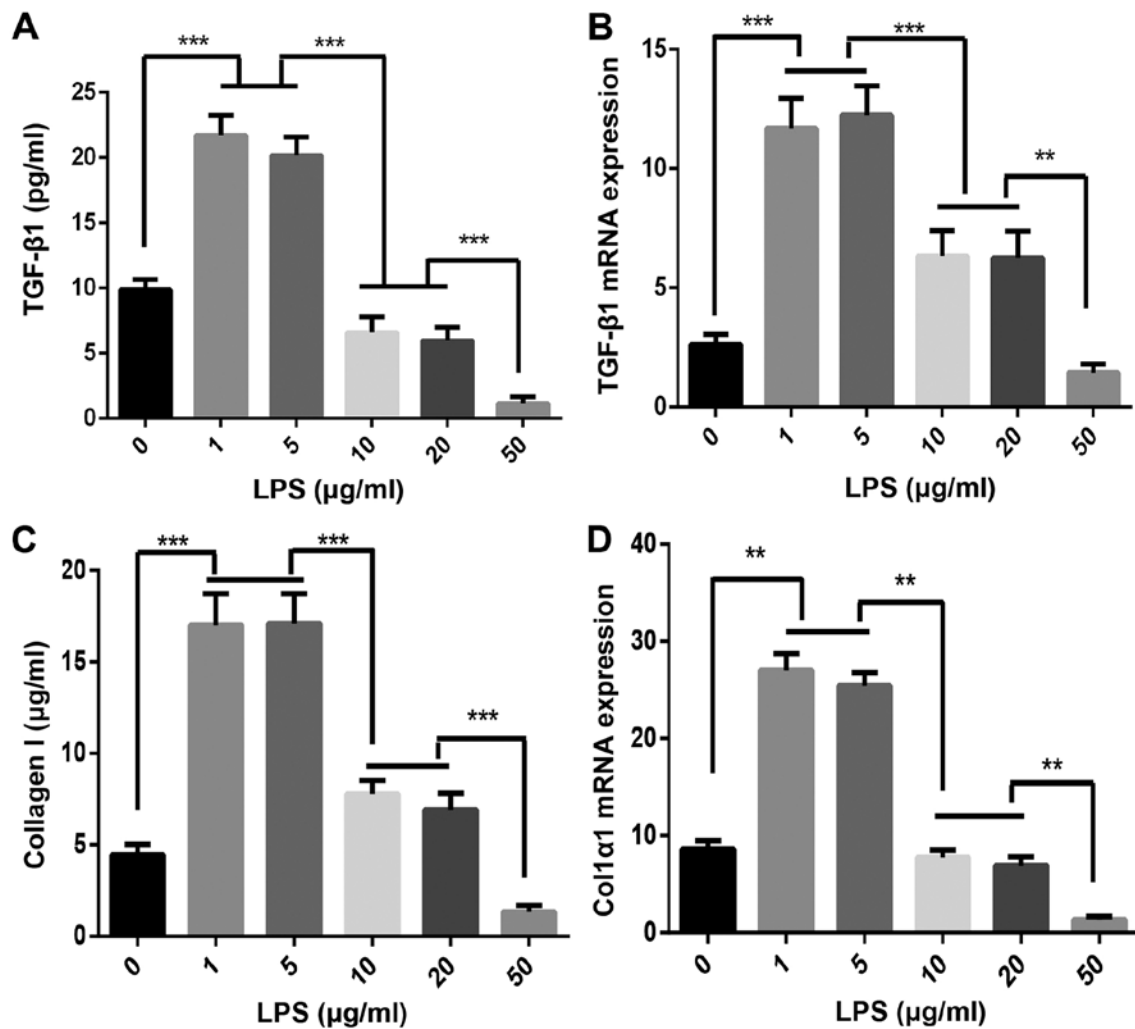 A
*** ***
***
TGF-β1 (pg/ml)
25
20
15
10
5
0
0 1 5 10 20 50
LPS (µg/ml)
B
*** ***
**
TGF-β1 mRNA expression
15
10
5
0
0 1 5 10 20 50
LPS (µg/ml)
C
*** ***
***
Collagen I (µg/ml)
20
15
10
5
0
0 1 5 10 20 50
LPS (µg/ml)
D
** **
**
Col1α1 mRNA expression
40
30
20
10
0
0 1 5 10 20 50
LPS (µg/ml)